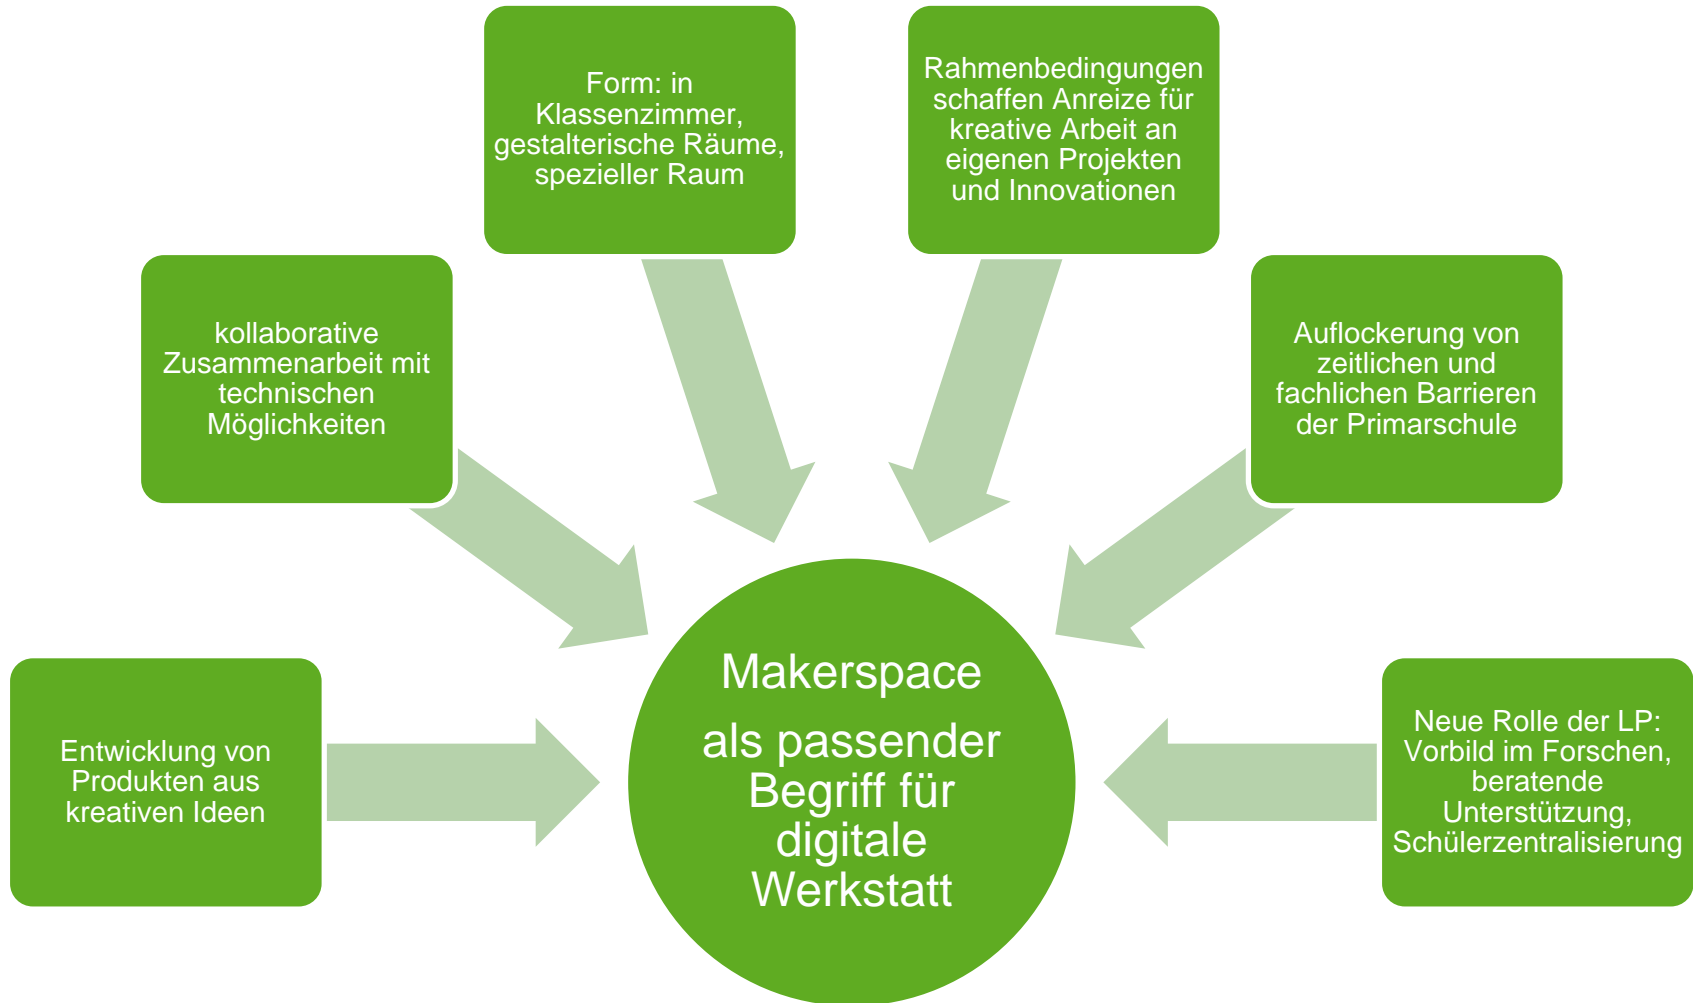 Form: in
Klassenzimmer,
gestalterische Räume,
spezieller Raum
Rahmenbedingungen
schaffen Anreize für
kreative Arbeit an
eigenen Projekten
und Innovationen
kollaborative
Zusammenarbeit mit
technischen
Möglichkeiten
Auflockerung von
zeitlichen und
fachlichen Barrieren
der Primarschule
Entwicklung von
Produkten aus
kreativen Ideen
Makerspace
als passender
Begriff für
digitale
Werkstatt
Neue Rolle der LP:
Vorbild im Forschen,
beratende
Unterstützung,
Schülerzentralisierung